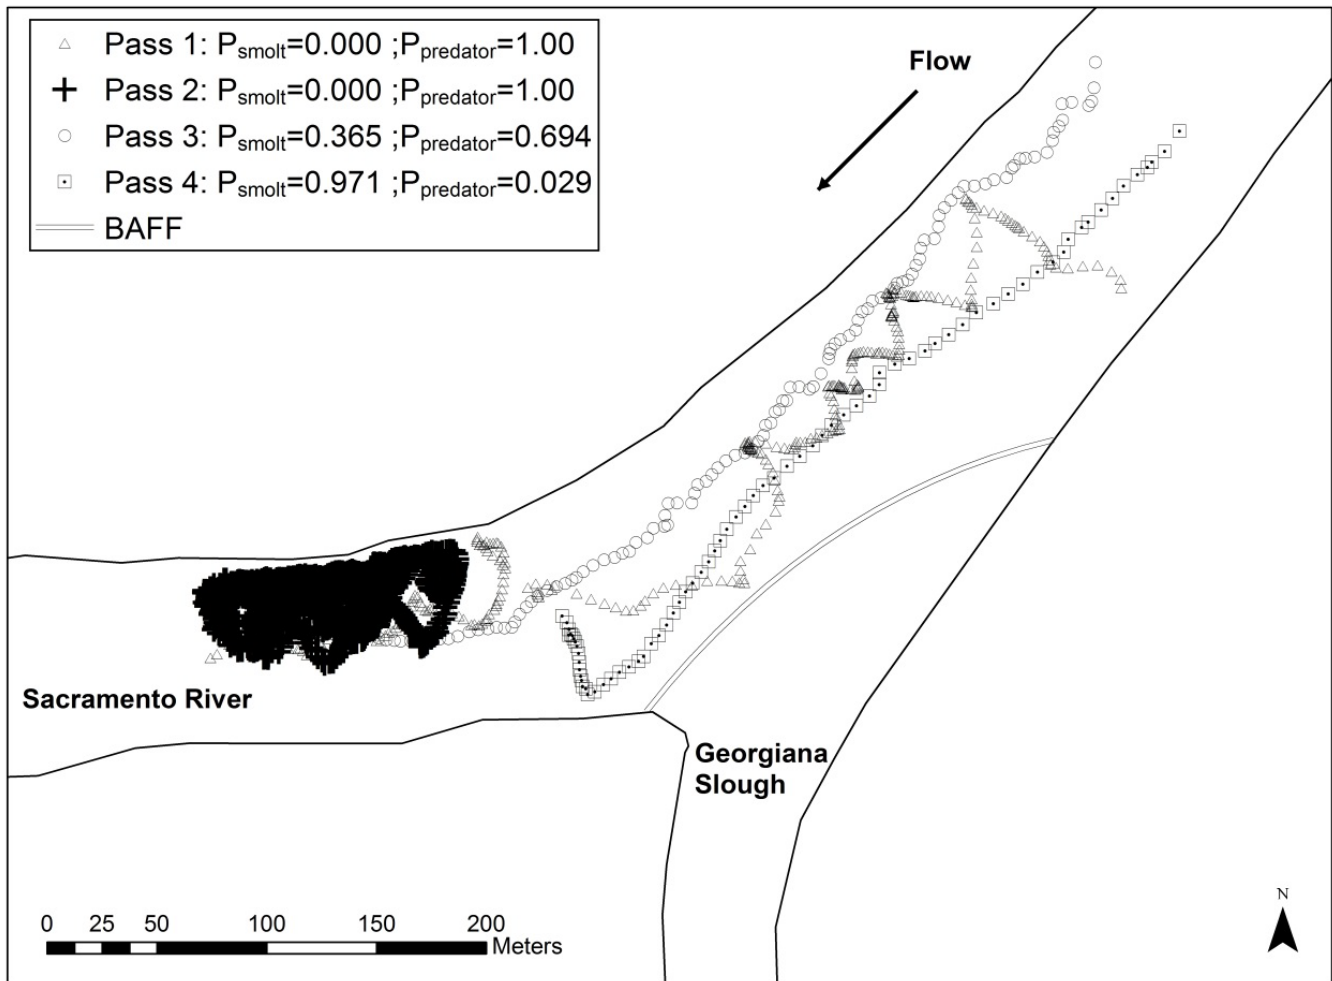 Pass 1: Psmolt=0.000 ;Ppredator=1.00
Pass 2: Psmolt=0.000 ;Ppredator=1.00
Pass 3: Psmolt=0.365 ;Ppredator=0.694
Pass 4: Psmolt=0.971 ;Ppredator=0.029
BAFF
Flow
Sacramento River
Georgiana
Slough
0 25 50 100 150 200
Meters
N